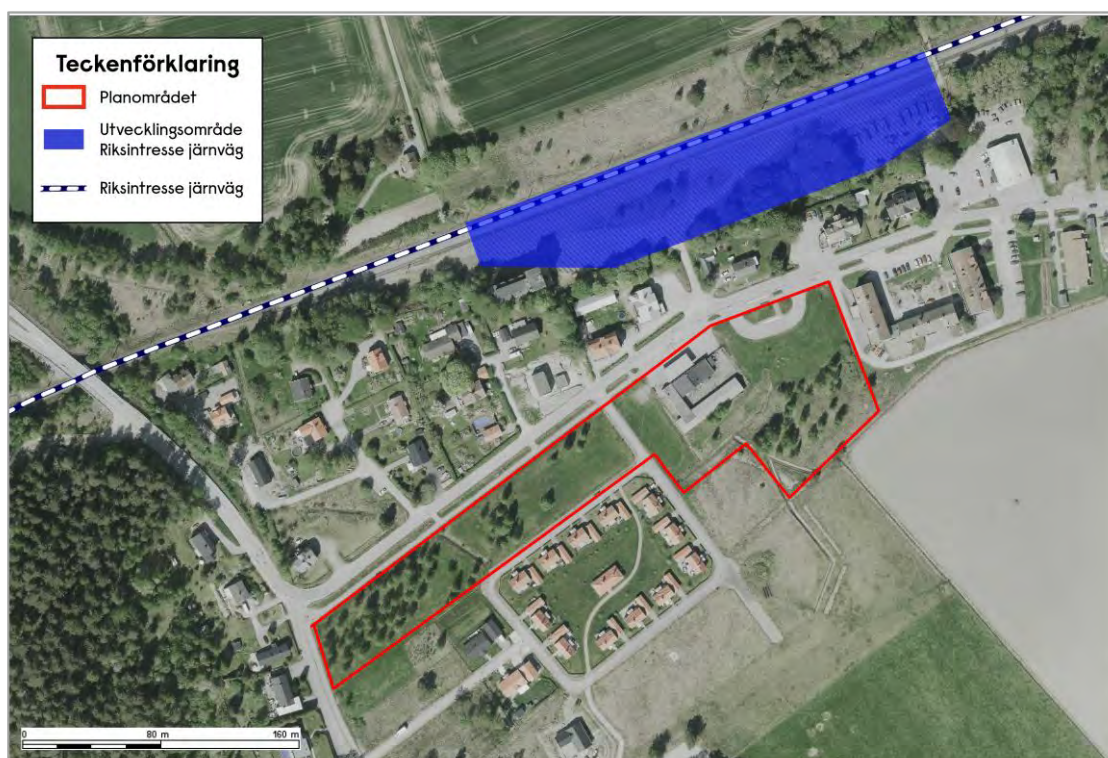 Teckenförklaring
Planområdet
Utvecklingsområde
Riksintresse järnväg
Riksintresse järnväg
0 80 m 160 m